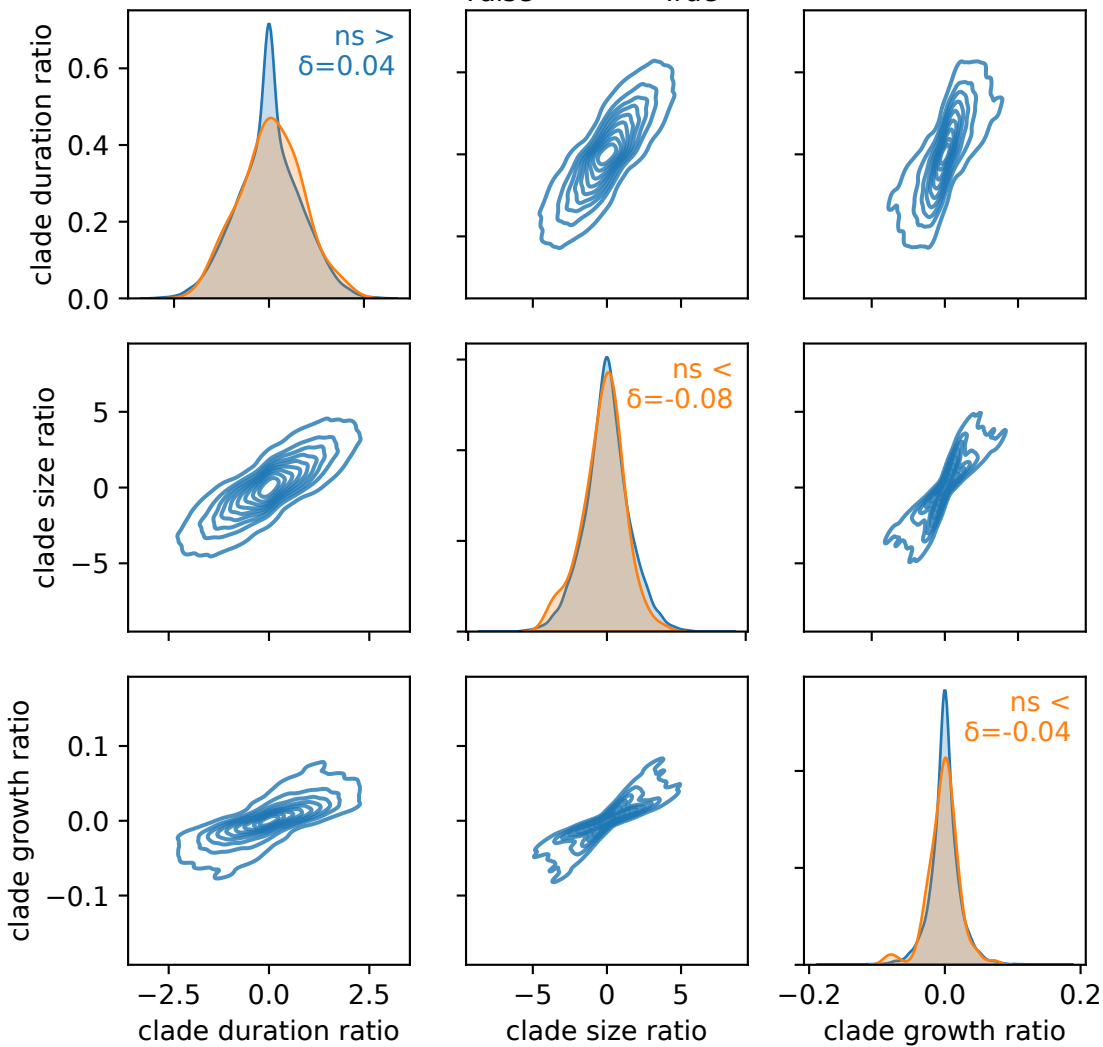 clade duration ratio
0.6
0.4
0.2
0.0
ns >
δ=0.04
clade size ratio
5
0
−5
ns <
δ=-0.08
clade growth ratio
0.1
0.0
−0.1
ns <
δ=-0.04
−2.5 0.0 2.5
−5 0 5
−0.2 0.0 0.2
clade duration ratio
clade size ratio
clade growth ratio